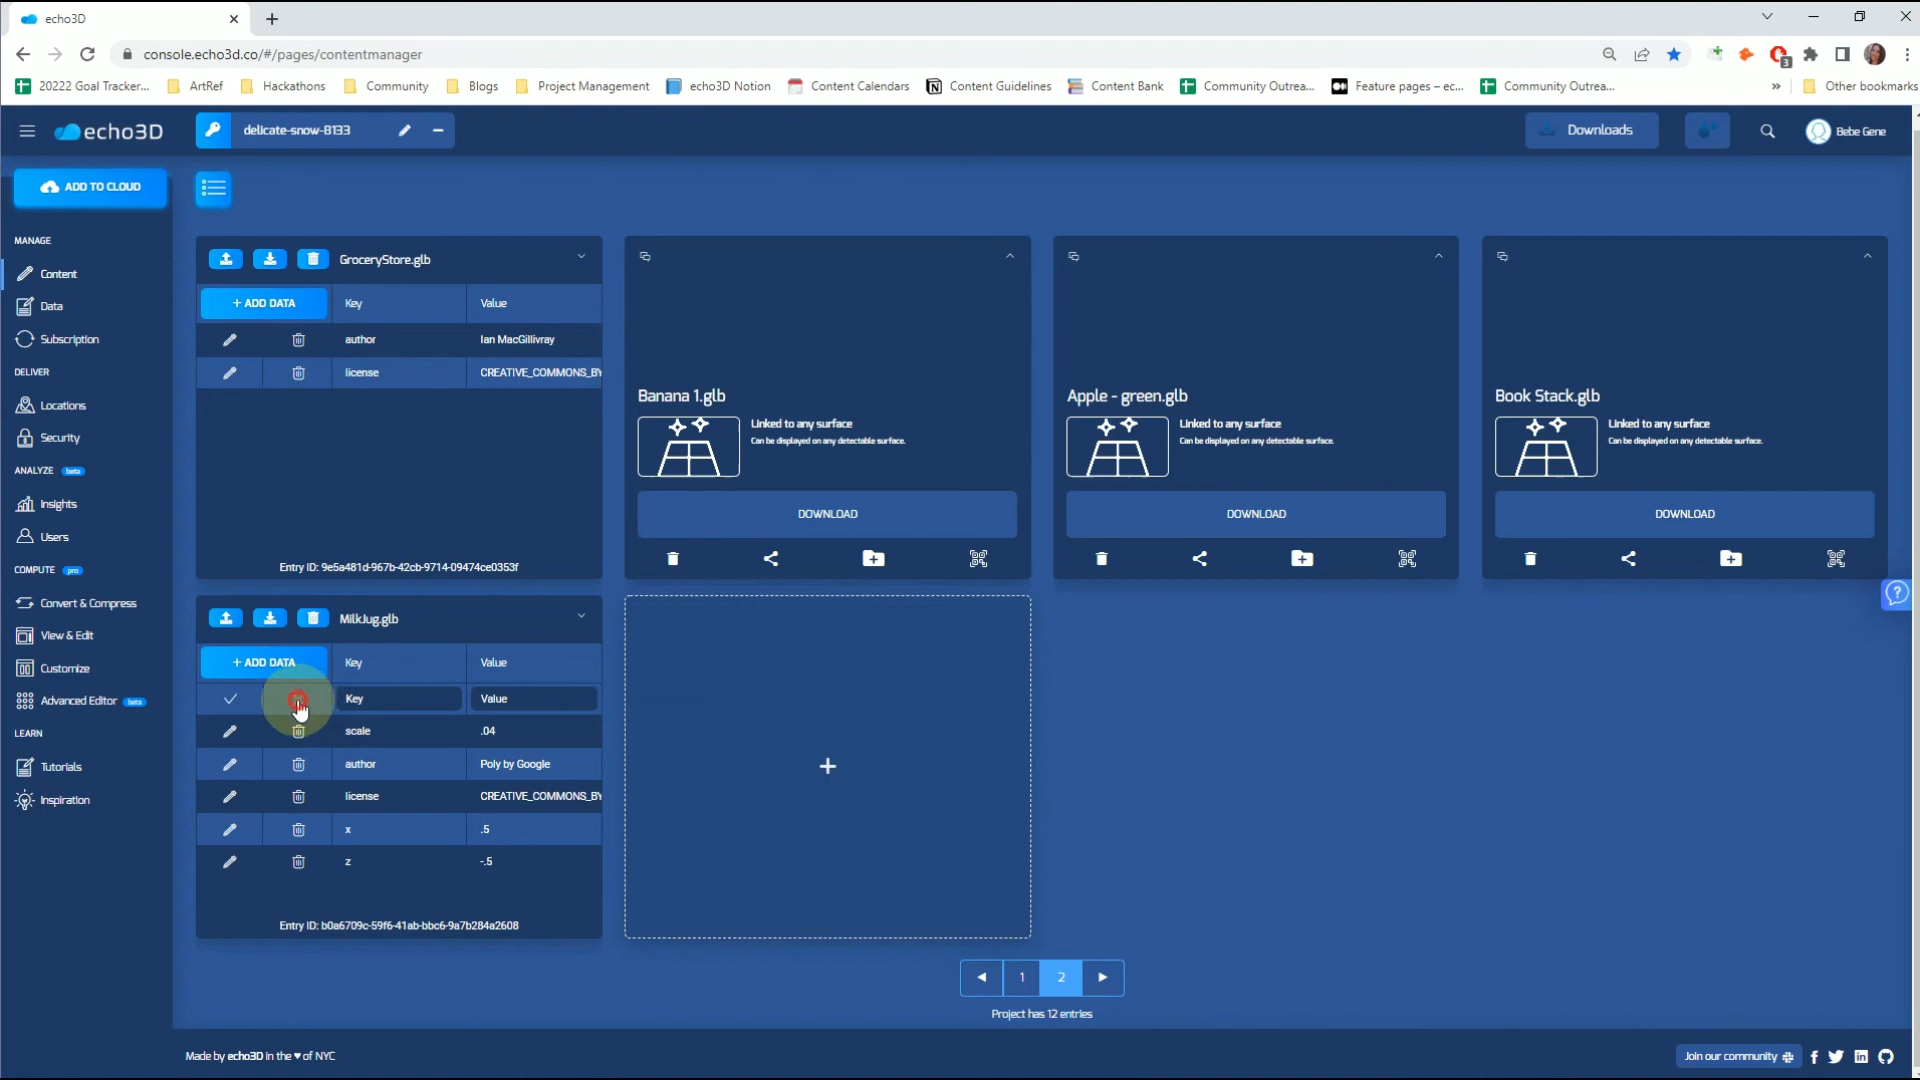 echo3D
console.echo3d.co/#/pages/contentmanager
3
20222 Goal Tracker...
ArtRef
Hackathons
Community
Blogs
Project Management
echo3D Notion
Content Calendars
Content Guidelines
Content Bank
Community Outrea...
Feature pages – ec...
Community Outrea...
»
Other bookmarks
echo3D
delicate-snow-8133
Downloads
Bebe Gene
ADD TO CLOUD
MANAGE
Content
Data
Subscription
DELIVER
Locations
Security
ANALYZE beta
Insights
Users
COMPUTE pro
Convert & Compress
View & Edit
Customize
Advanced Editor beta
LEARN
Tutorials
Inspiration
GroceryStore.glb
+ ADD DATA Key Value
author Ian MacGillivray
license CREATIVE_COMMONS_BY
Entry ID: 9e5a481d-967b-42cb-9714-09474ce0353f
Banana 1.glb
Linked to any surface
Can be displayed on any detectable surface.
DOWNLOAD
Apple - green.glb
Linked to any surface
Can be displayed on any detectable surface.
DOWNLOAD
Book Stack.glb
Linked to any surface
Can be displayed on any detectable surface.
DOWNLOAD
MilkJug.glb
+ ADD DATA Key Value
Key Value
scale .04
author Poly by Google
license CREATIVE_COMMONS_BY
x .5
z -.5
Entry ID: b0a6709c-59f6-41ab-bbc6-9a7b284a2608
+
◄ 1 2 ►
Project has 12 entries
Made by echo3D in the ♥ of NYC
Join our community